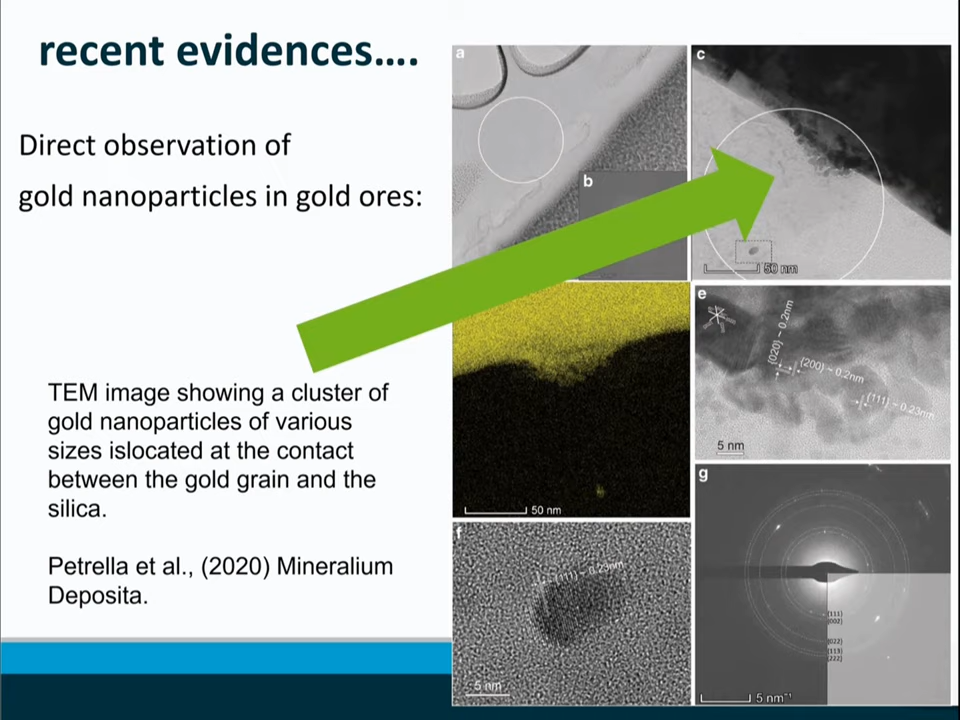 recent evidences....
Direct observation of
gold nanoparticles in gold ores:
TEM image showing a cluster of
gold nanoparticles of various
sizes islocated at the contact
between the gold grain and the
silica.
Petrella et al., (2020) Mineralium
Deposita.
a
b
c
50 nm
50 nm
e
{020} ~ 0.2nm
{200} ~ 0.2nm
{111} ~ 0.23nm
5 nm
f
{111} ~ 0.23nm
5 nm
g
{111}
{002}
{022}
{113}
{222}
5 nm⁻¹